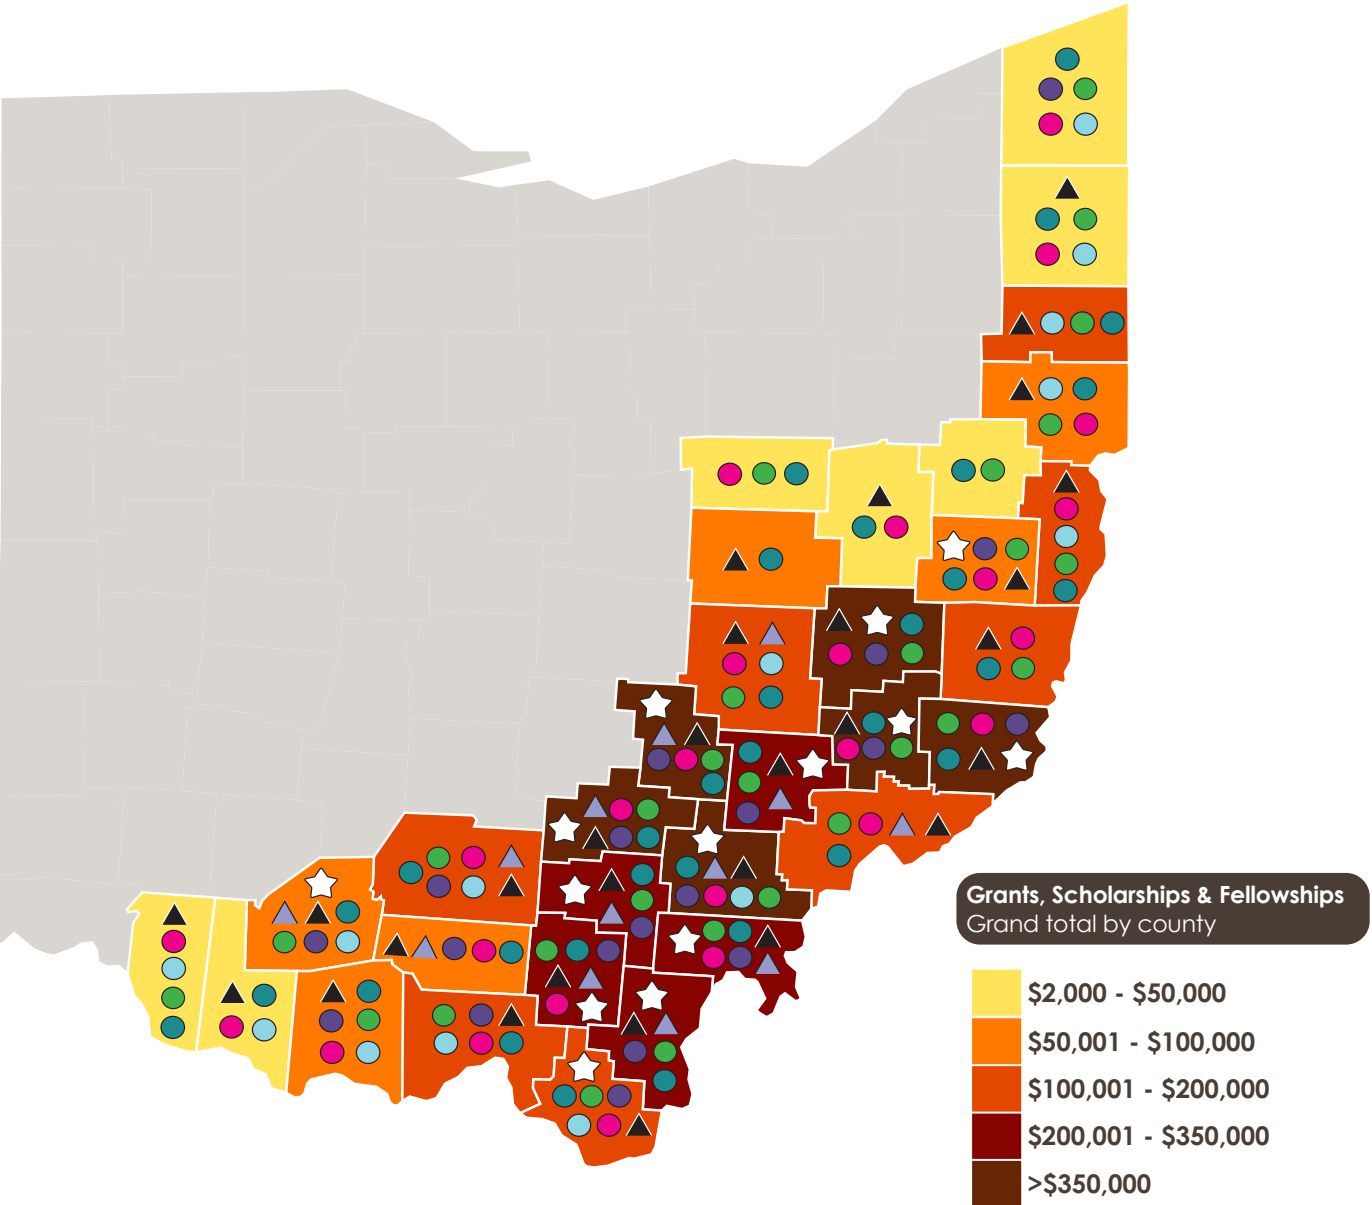 Grants, Scholarships & Fellowships
Grand total by county
$2,000 - $50,000
$50,001 - $100,000
$100,001 - $200,000
$200,001 - $350,000
>$350,000